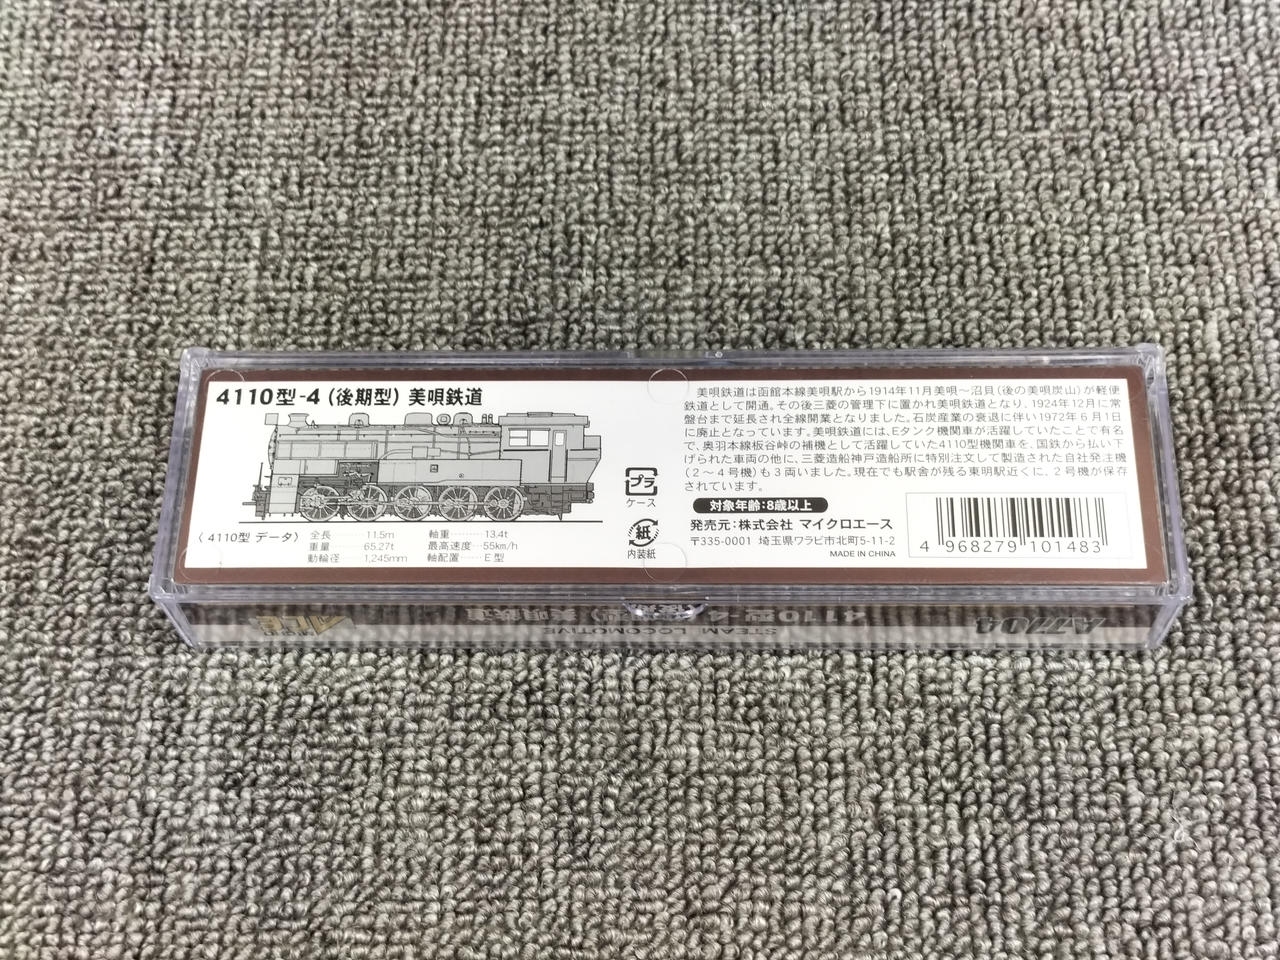 4110型-4（後期型）美唄鉄道
〈 4110型 データ〉
全長 ……… 11.5m
重量 ……… 65.27t
動輪径 …… 1,245mm
軸重 ……… 13.4t
最高速度 … 55km/h
軸配置 …… E型
プラ
ケース
紙
内装紙
美唄鉄道は函館本線美唄駅から1914年11月美唄〜沼貝（後の美唄炭山）が軽便
鉄道として開通。その後三菱の管理下に置かれ美唄鉄道となり、1924年12月に常
盤台まで延長され全線開業となりました。石炭産業の衰退に伴い1972年6月1日
に廃止となっています。美唄鉄道には、Eタンク機関車が活躍していたことで有名
で、奥羽本線板谷峠の補機として活躍していた4110型機関車を、国鉄から払い下
げられた車両の他に、三菱造船神戸造船所に特別注文して製造された自社発注機
（2〜4号機）も3両いました。現在でも駅舎が残る東明駅近くに、2号機が保存
されています。
対象年齢：8歳以上
発売元：株式会社 マイクロエース
〒335-0001 埼玉県ワラビ市北町5-11-2
MADE IN CHINA
4 968279 101483
4110型-4（後期型）美唄鉄道
STEAM LOCOMOTIVE
A7104